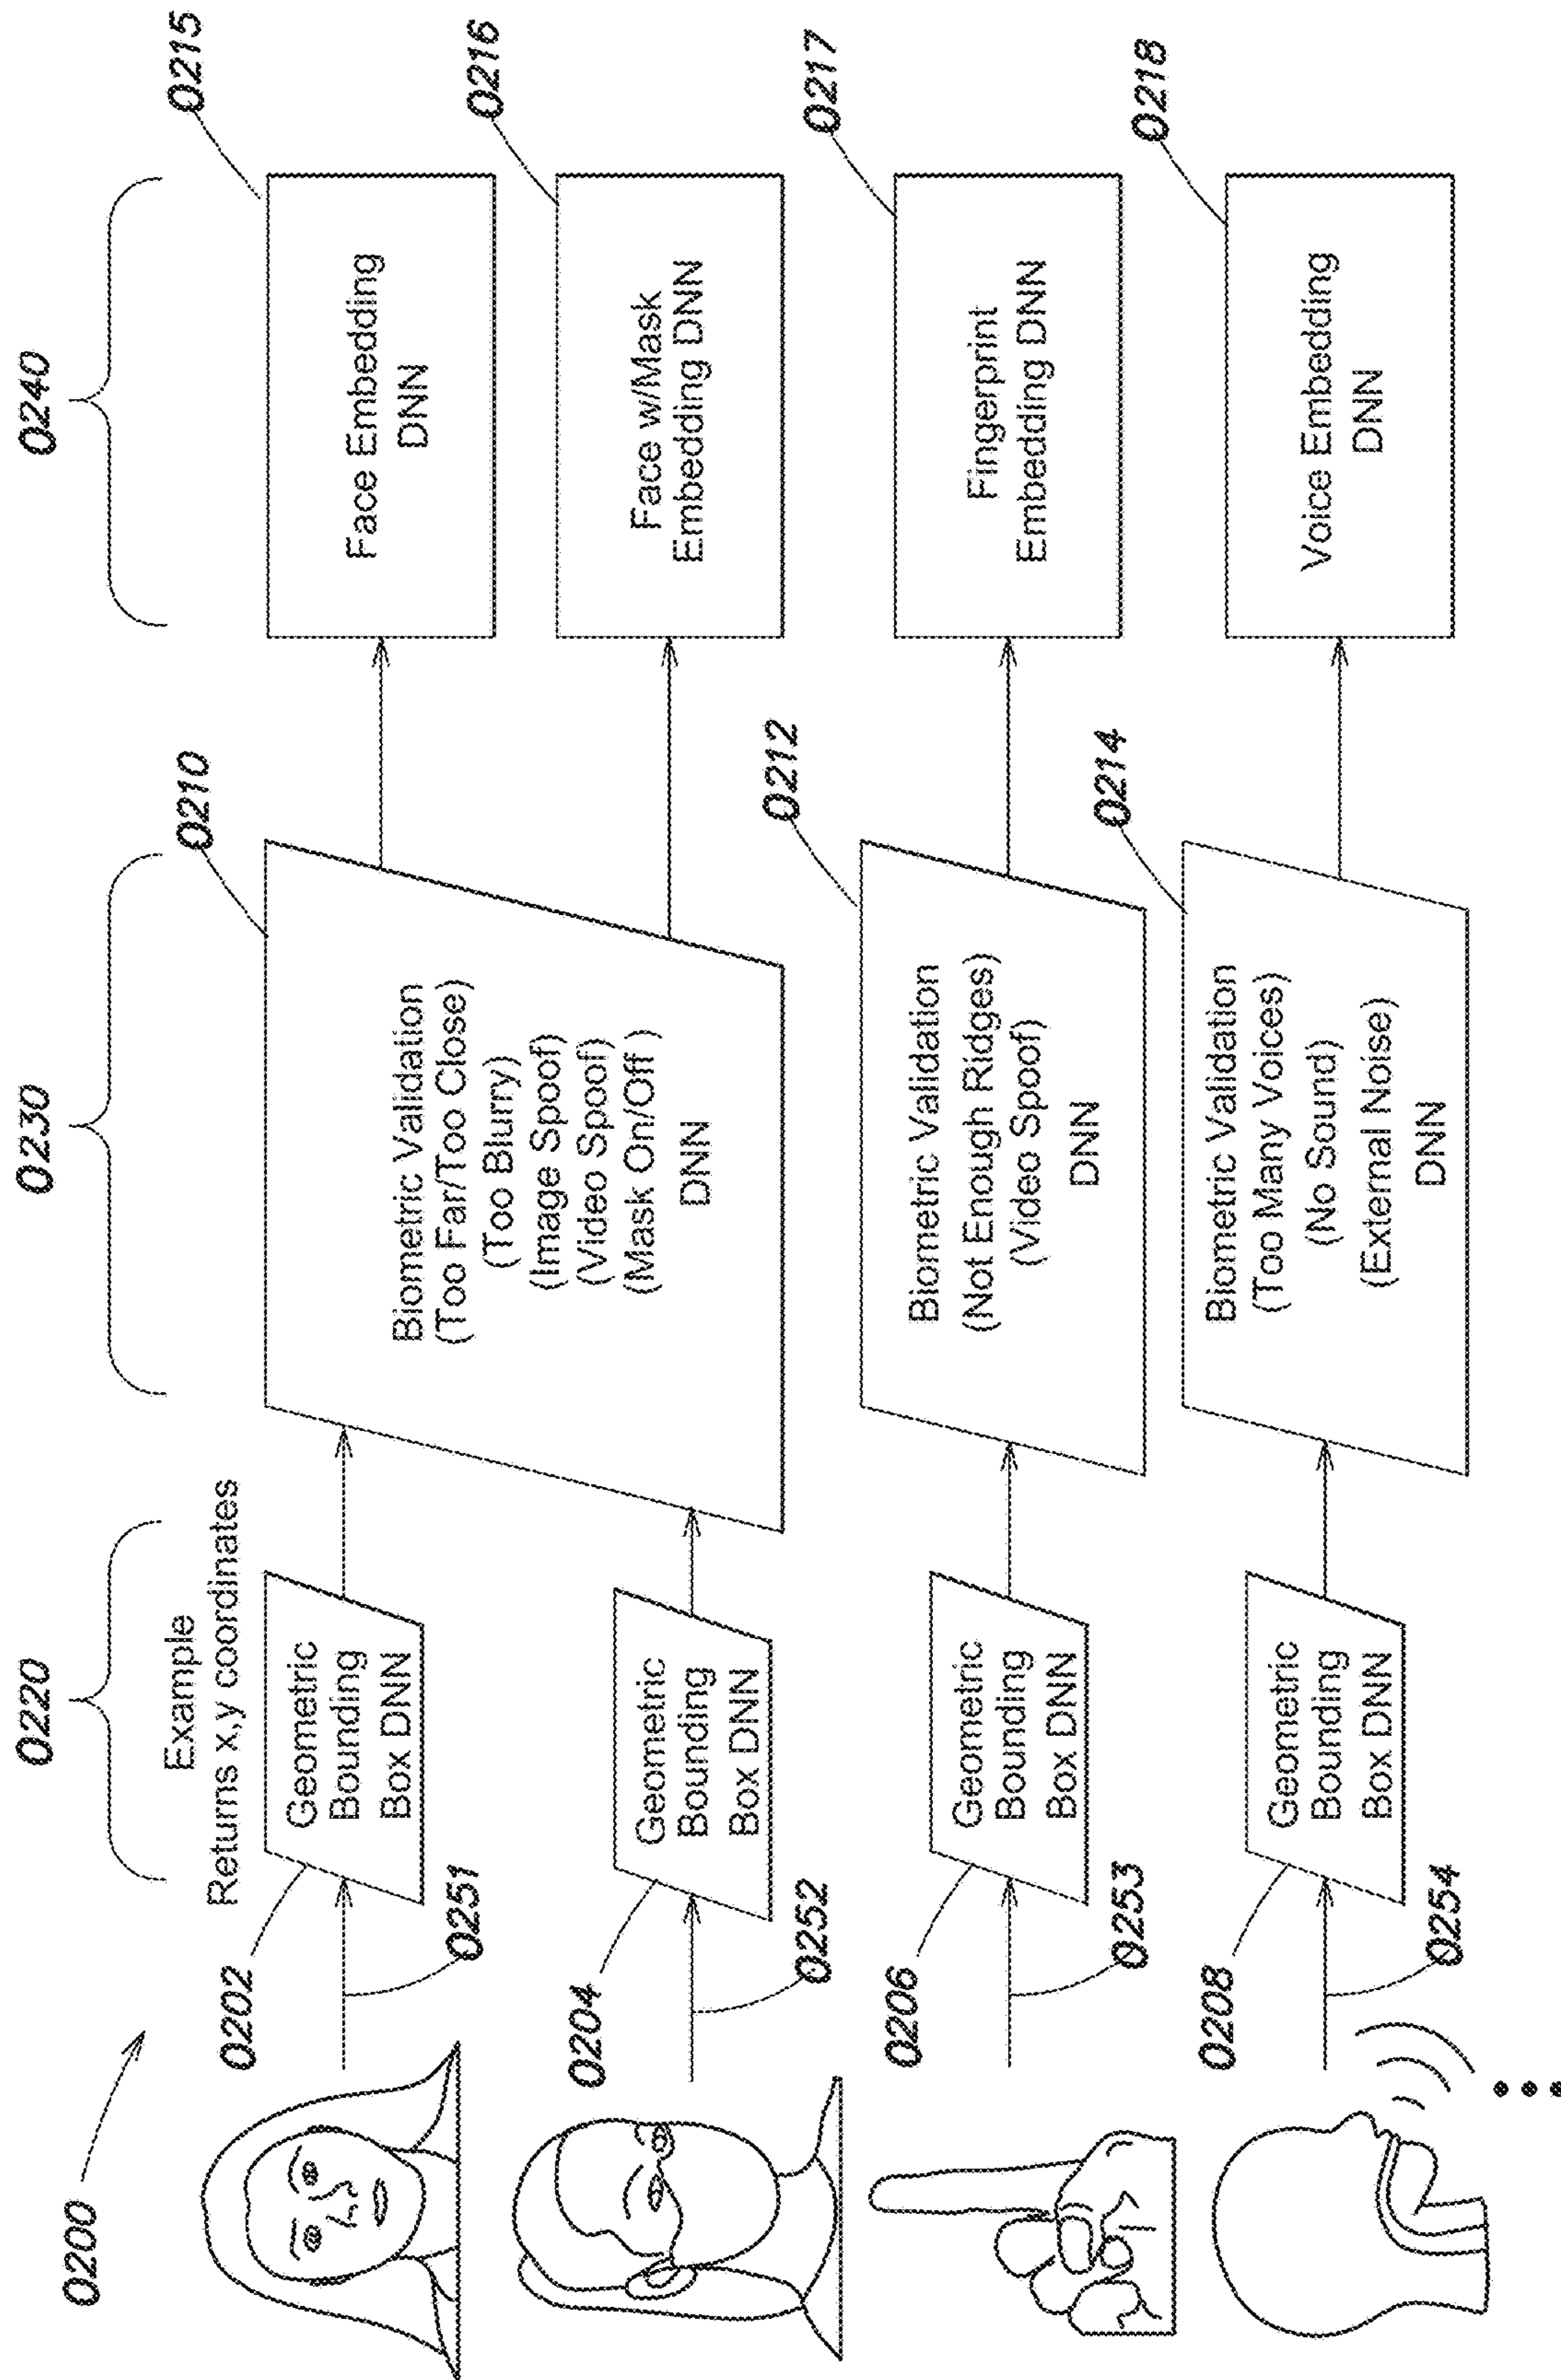 0200
0220
0230
0240
Example
Returns x,y coordinates
0202
0251
Geometric
Bounding
Box DNN
0210
Biometric Validation
(Too Far/Too Close)
(Too Blurry)
(Image Spoof)
(Video Spoof)
(Mask On/Off )
DNN
0215
Face Embedding
DNN
0204
0252
Geometric
Bounding
Box DNN
0216
Face w/Mask
Embedding DNN
0206
0253
Geometric
Bounding
Box DNN
0212
Biometric Validation
(Not Enough Ridges)
(Video Spoof)
DNN
0217
Fingerprint
Embedding DNN
0208
0254
Geometric
Bounding
Box DNN
0214
Biometric Validation
(Too Many Voices)
(No Sound)
(External Noise)
DNN
0218
Voice Embedding
DNN